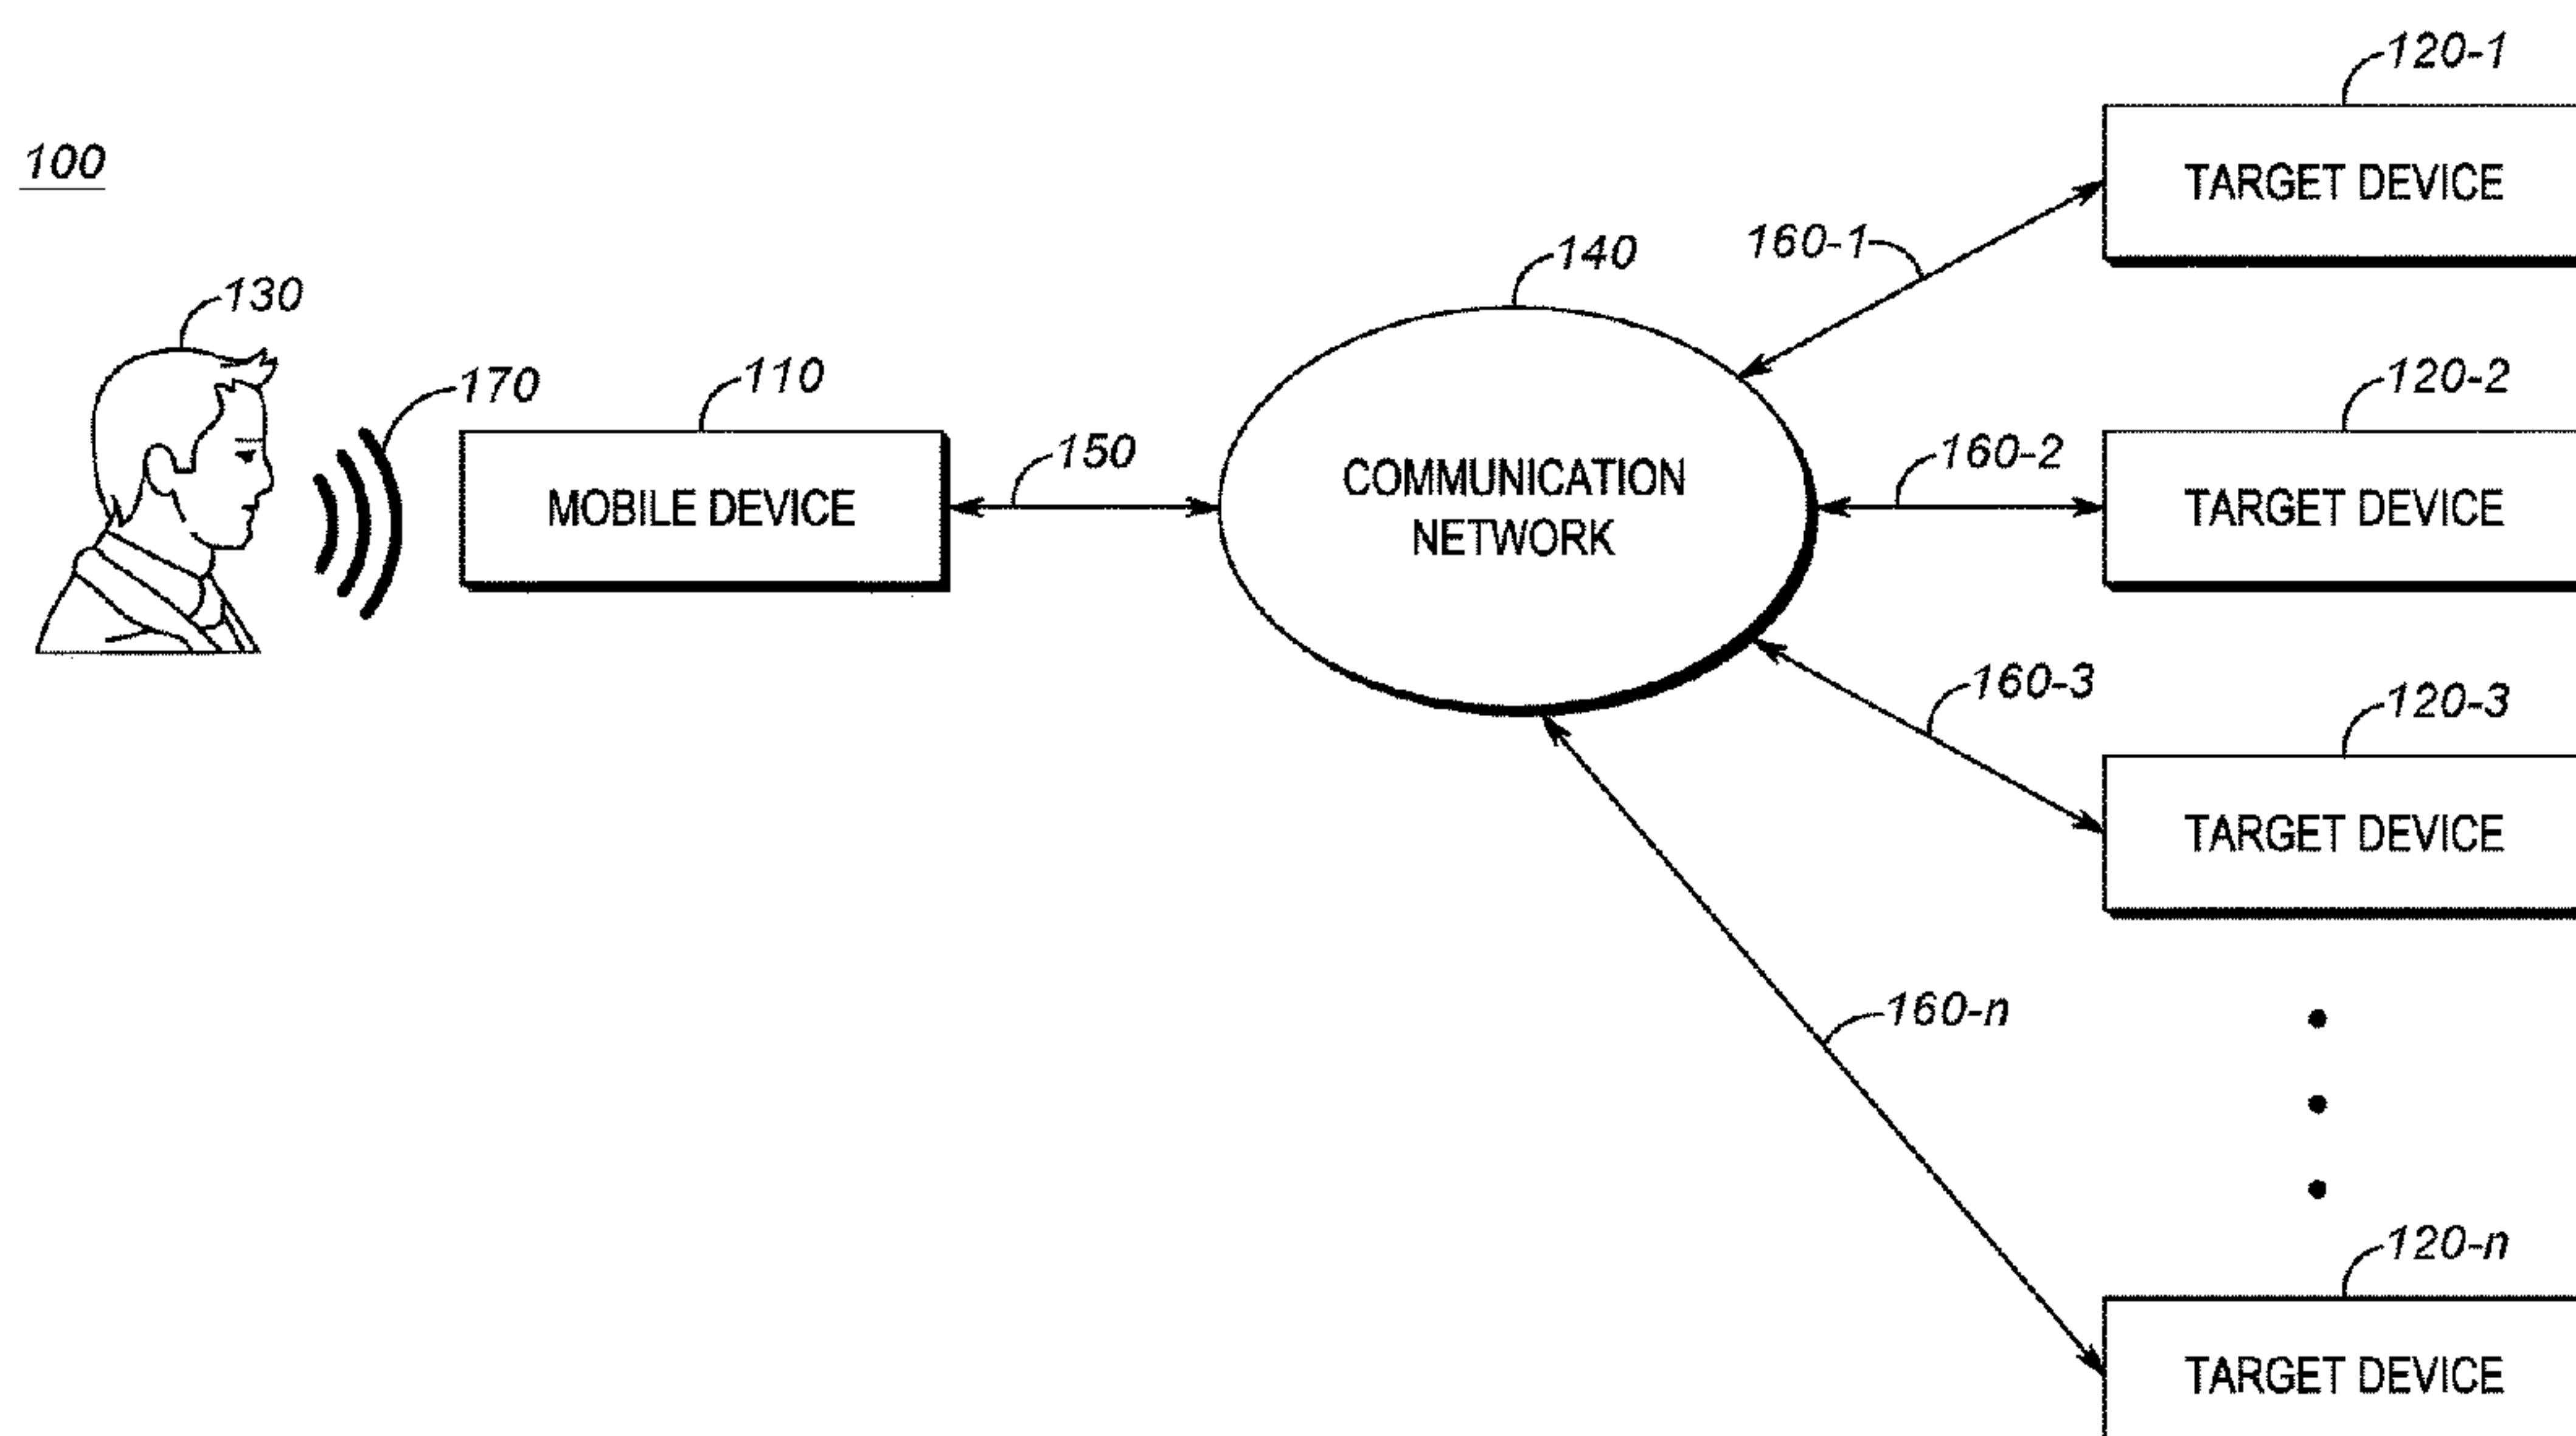 100
130
170
110
MOBILE DEVICE
150
140
COMMUNICATION
NETWORK
160-1
120-1
TARGET DEVICE
160-2
120-2
TARGET DEVICE
160-3
120-3
TARGET DEVICE
160-n
120-n
TARGET DEVICE